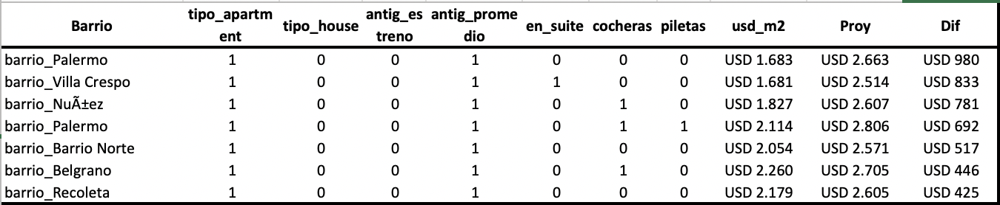 Barrio tipo_apartm ent tipo_house antig_es treno antig_prome dio en_suite cocheras piletas usd_m2 Proy Dif
barrio_Palermo 1 0 0 1 0 0 0 USD 1.683 USD 2.663 USD 980
barrio_Villa Crespo 1 0 0 1 1 0 0 USD 1.681 USD 2.514 USD 833
barrio_NuÃ±ez 1 0 0 1 0 1 0 USD 1.827 USD 2.607 USD 781
barrio_Palermo 1 0 0 1 0 1 1 USD 2.114 USD 2.806 USD 692
barrio_Barrio Norte 1 0 0 1 0 0 0 USD 2.054 USD 2.571 USD 517
barrio_Belgrano 1 0 0 1 0 1 0 USD 2.260 USD 2.705 USD 446
barrio_Recoleta 1 0 0 1 0 0 0 USD 2.179 USD 2.605 USD 425